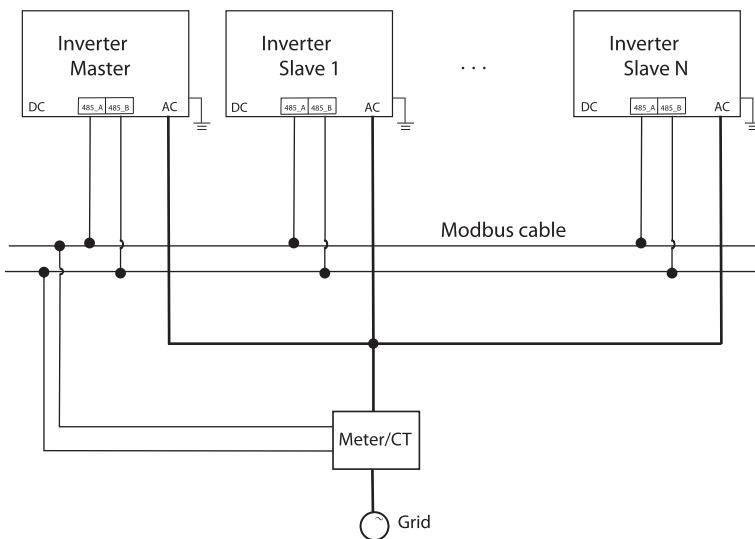 Inverter
Master
DC
485_A
485_B
AC
Inverter
Slave 1
DC
485_A
485_B
AC
. . .
Inverter
Slave N
DC
485_A
485_B
AC
Modbus cable
Meter/CT
~
Grid